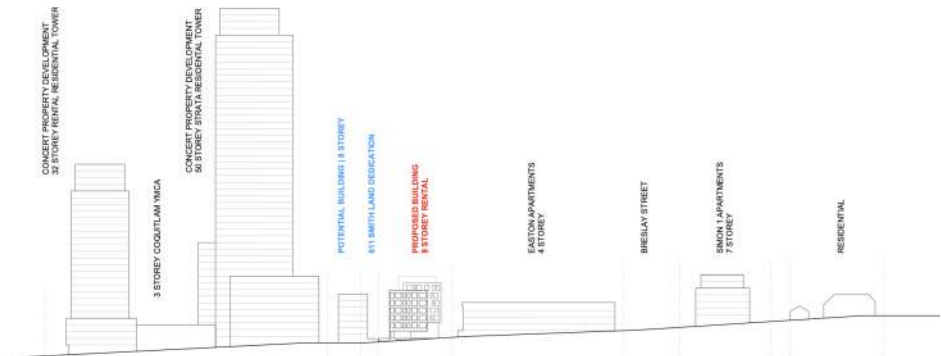 CONCERT PROPERTY DEVELOPMENT
32 STOREY RENTAL RESIDENTIAL TOWER
3 STOREY COQUITLAM YMCA
CONCERT PROPERTY DEVELOPMENT
50 STOREY STRATA RESIDENTAL TOWER
POTENTIAL BUILDING | 8 STOREY
611 SMITH LAND DEDICATION
PROPOSED BUILDING
9 STOREY RENTAL
EASTON APARTMENTS
4 STOREY
BRESLAY STREET
SIMON 1 APARTMENTS
7 STOREY
RESIDENTIAL